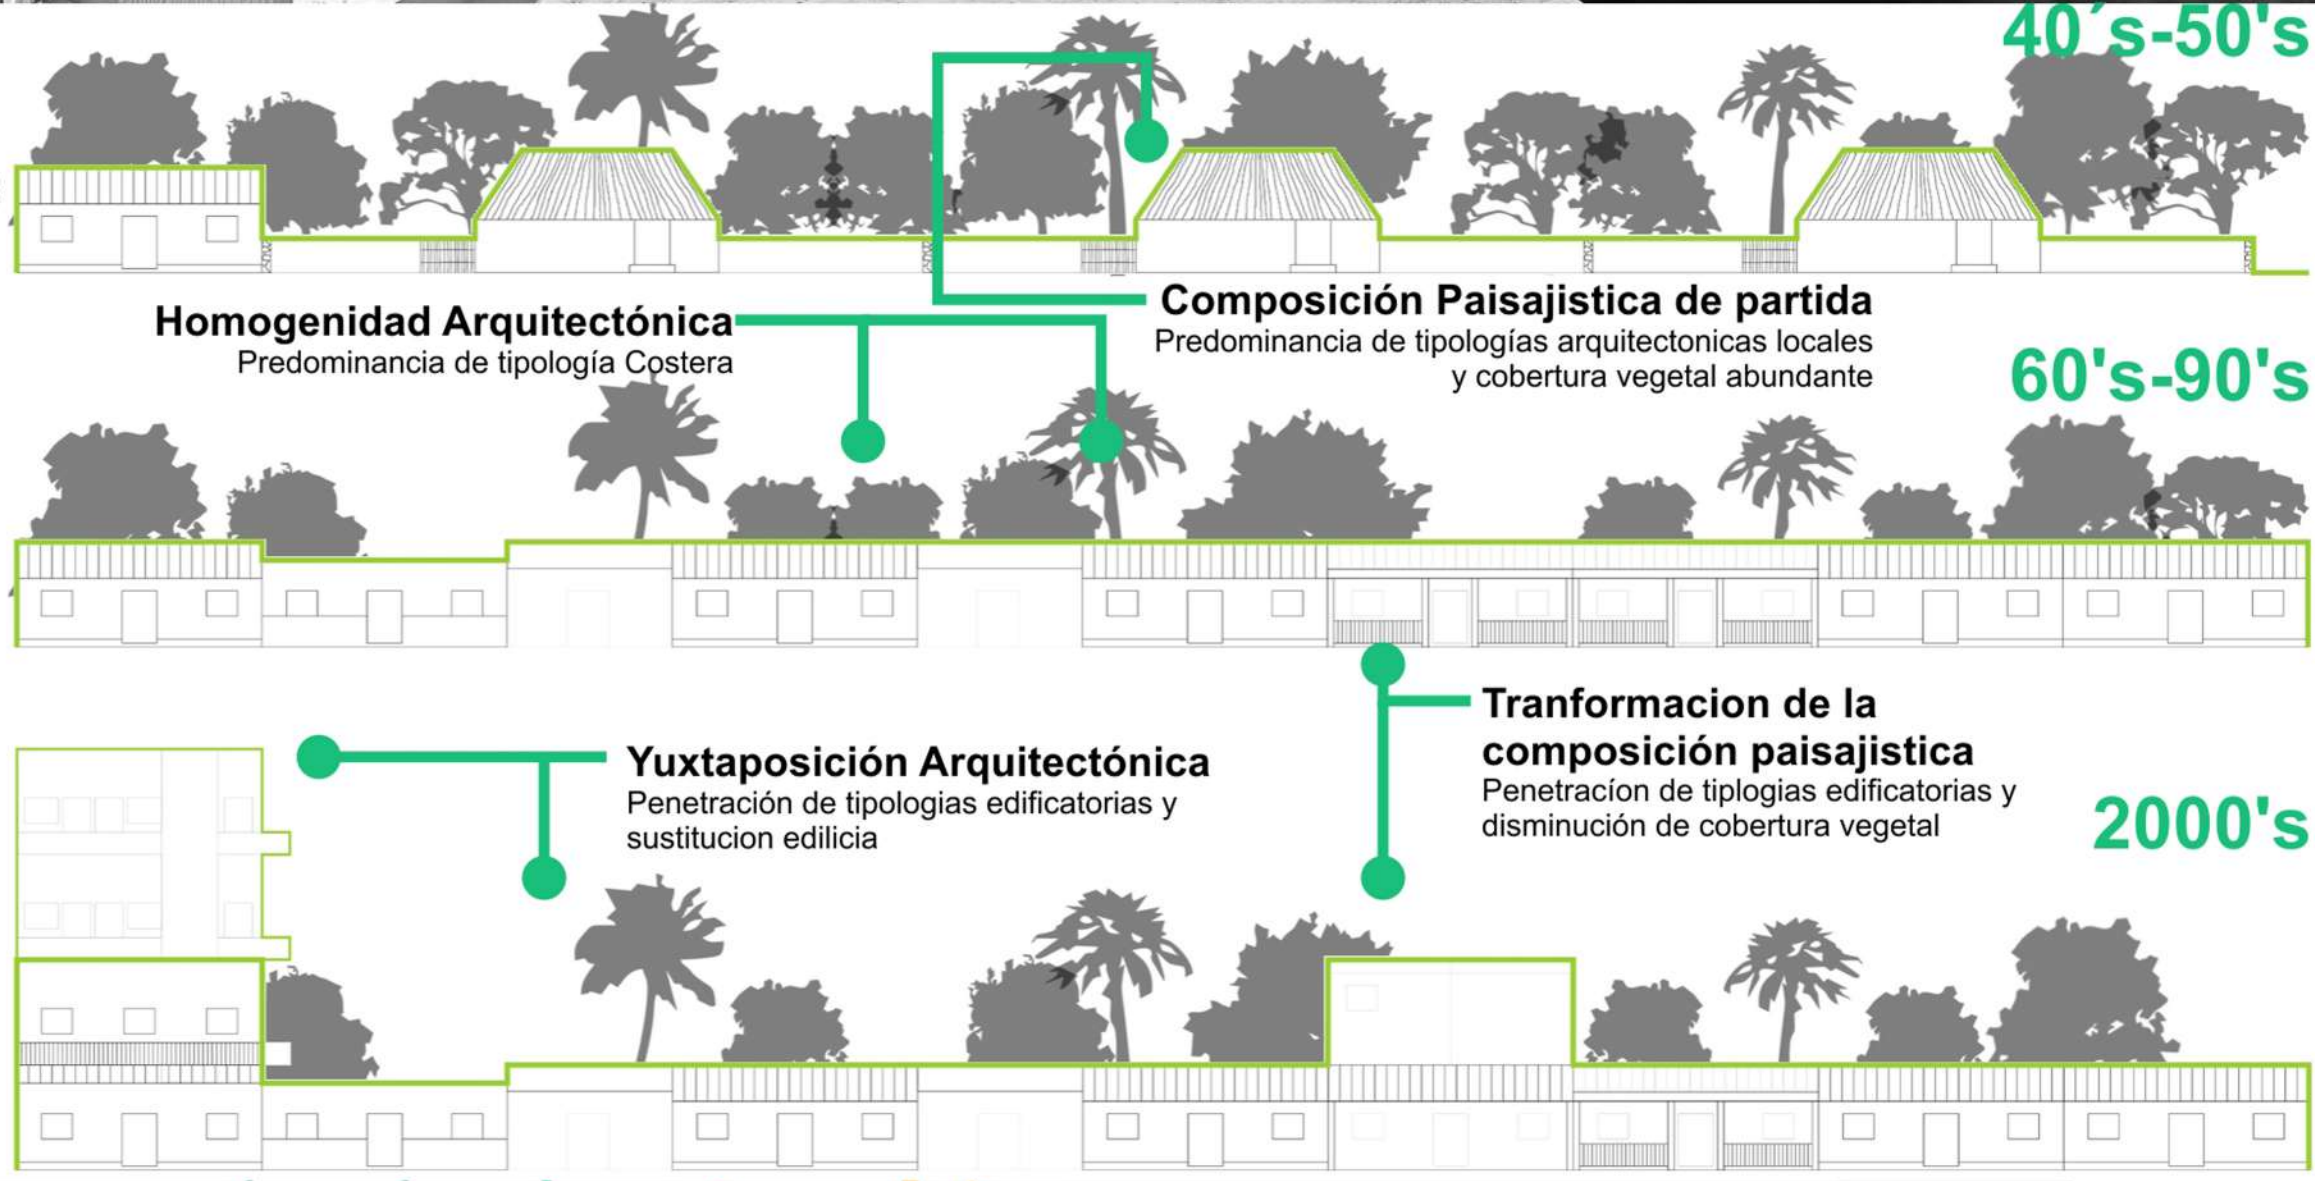 40´s-50's
Composición Paisajistica de partida
Predominancia de tipologías arquitectonicas locales
y cobertura vegetal abundante
Homogenidad Arquitectónica
Predominancia de tipología Costera
60's-90's
Tranformacion de la
composición paisajistica
Penetracíon de tiplogias edificatorias y
disminución de cobertura vegetal
Yuxtaposición Arquitectónica
Penetración de tipologias edificatorias y
sustitucion edilicia
2000's